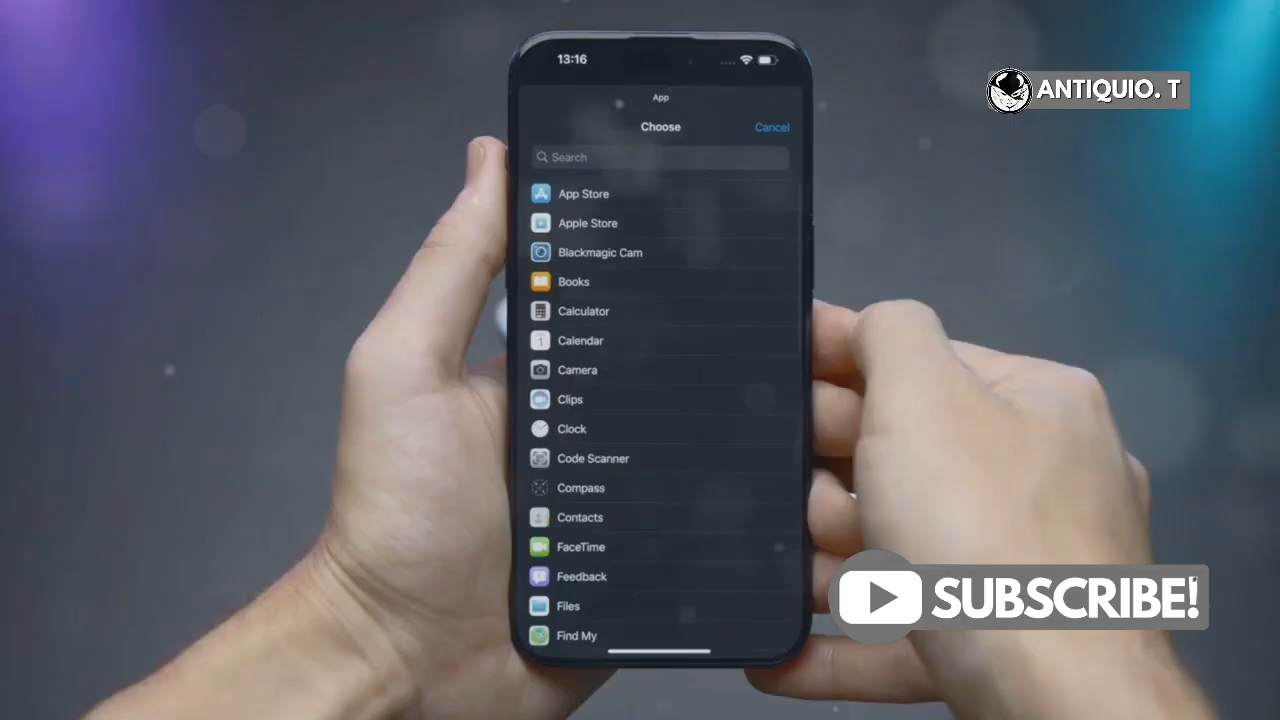 13:16
ANTIQUIO. T
App
Choose
Cancel
Search
App Store
Apple Store
Blackmagic Cam
Books
Calculator
Calendar
1
Camera
Clips
Clock
Code Scanner
Compass
Contacts
FaceTime
Feedback
Files
Find My
SUBSCRIBE!